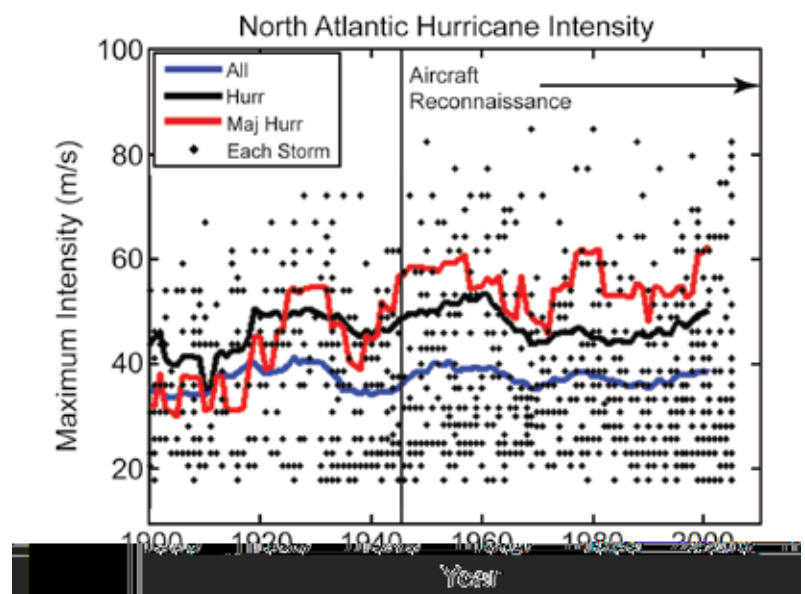 North Atlantic Hurricane Intensity
100
80
60
40
20
Maximum Intensity (m/s)
All
Hurr
Maj Hurr
Each Storm
Aircraft
Reconnaissance
1900 1920 1940 1960 1980 2000
Year